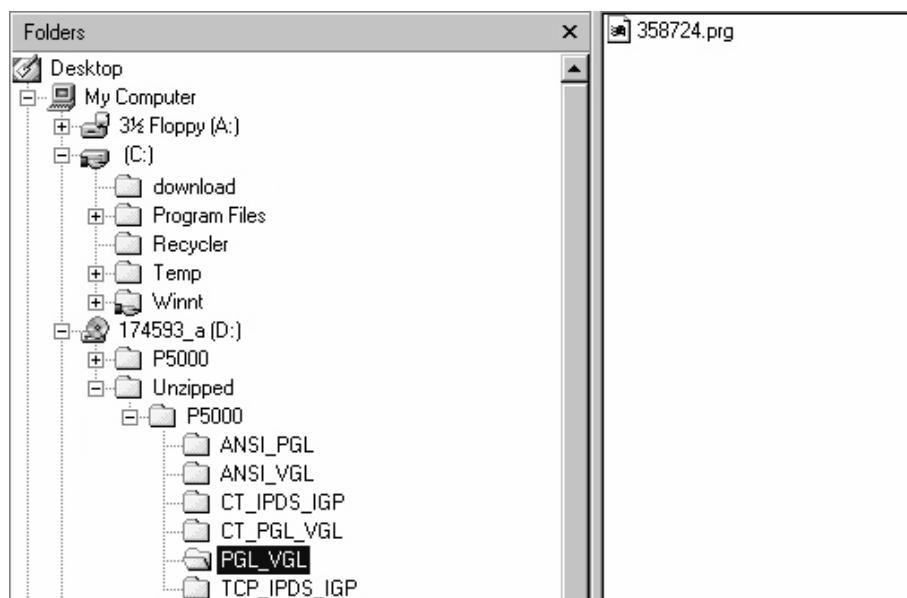 Folders
358724.prg
Desktop
My Computer
3½ Floppy (A:)
(C:)
download
Program Files
Recycler
Temp
Winnt
174593_a (D:)
P5000
Unzipped
P5000
ANSI_PGL
ANSI_VGL
CT_IPDS_IGP
CT_PGL_VGL
PGL_VGL
TCP_IPDS_IGP